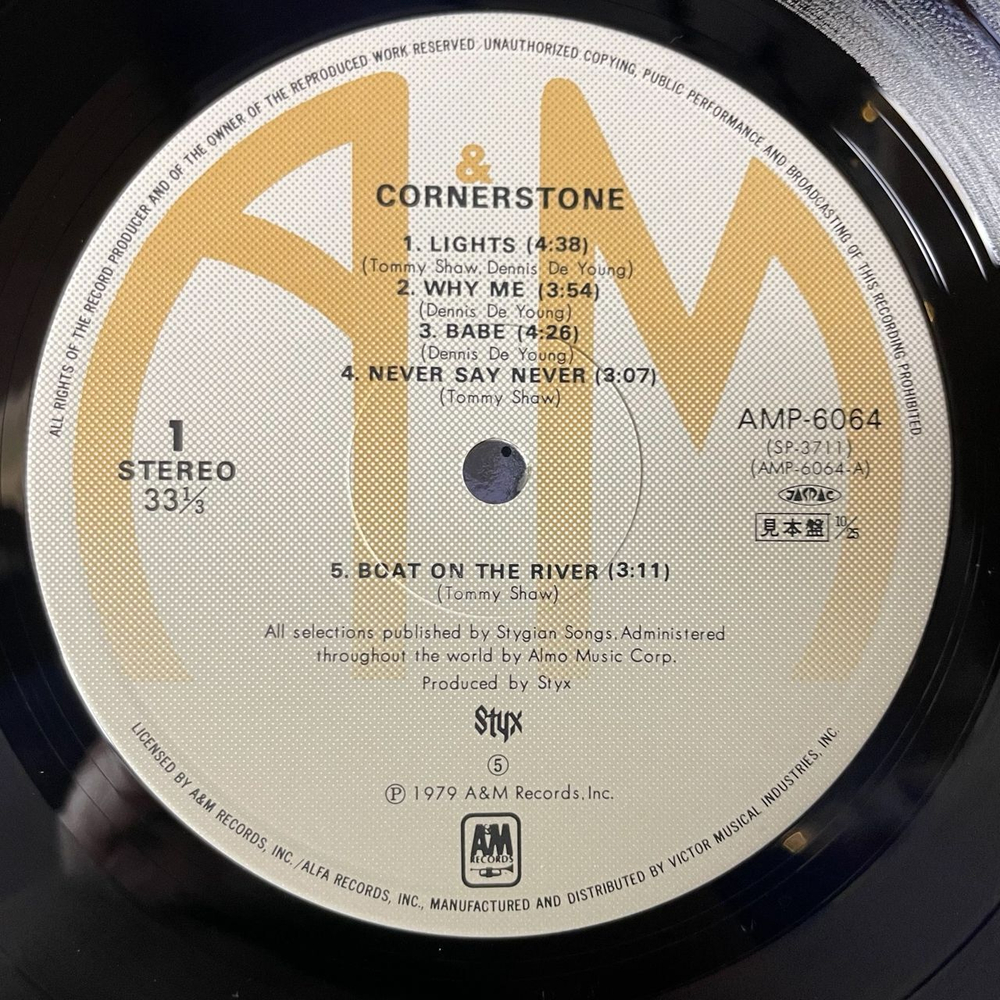 ALL RIGHTS OF THE RECORD PRODUCER AND OF THE OWNER OF THE REPRODUCED WORK RESERVED. UNAUTHORIZED COPYING, PUBLIC PERFORMANCE AND BROADCASTING OF THIS RECORDING PROHIBITED
A & M
CORNERSTONE
1. LIGHTS (4:38)
(Tommy Shaw, Dennis De Young)
2. WHY ME (3:54)
(Dennis De Young)
3. BABE (4:26)
(Dennis De Young)
4. NEVER SAY NEVER (3:07)
(Tommy Shaw)
1
STEREO
33⅓
AMP-6064
(SP-3711)
(AMP-6064-A)
JASRAC
見本盤 10/25
5. BOAT ON THE RIVER (3:11)
(Tommy Shaw)
All selections published by Stygian Songs. Administered
throughout the world by Almo Music Corp.
Produced by Styx
Styx
⑤
Ⓟ 1979 A&M Records, Inc.
A&M
RECORDS
LICENSED BY A&M RECORDS, INC./ALFA RECORDS, INC., MANUFACTURED AND DISTRIBUTED BY VICTOR MUSICAL INDUSTRIES, INC.